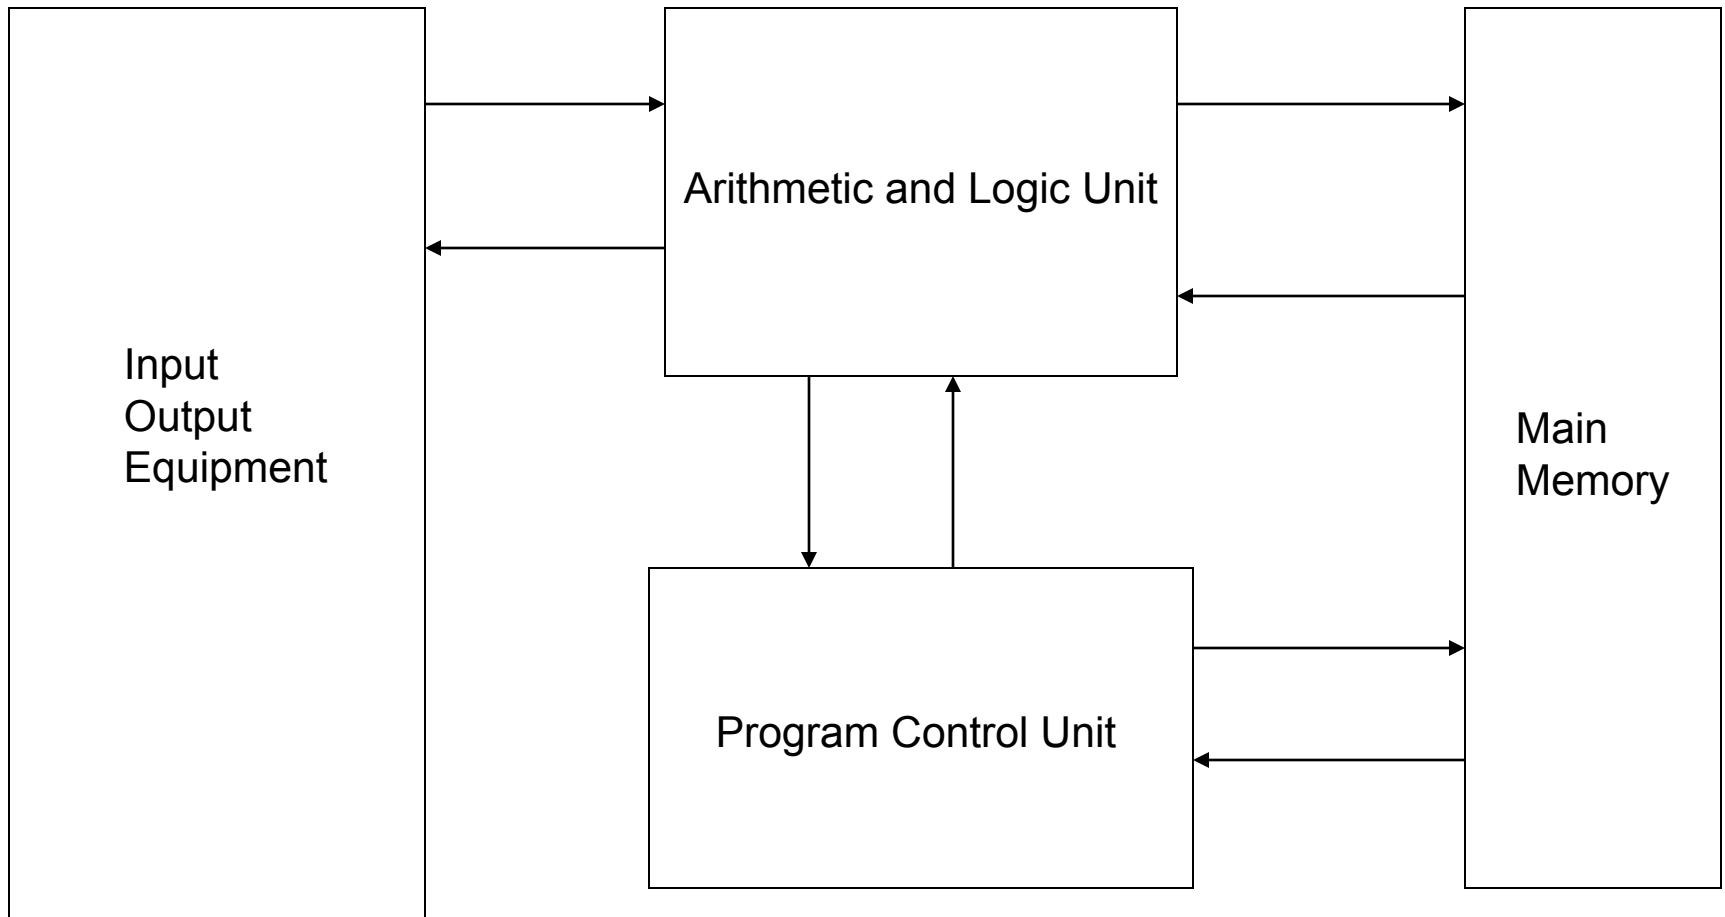 Input
Output
Equipment
Arithmetic and Logic Unit
Program Control Unit
Main
Memory